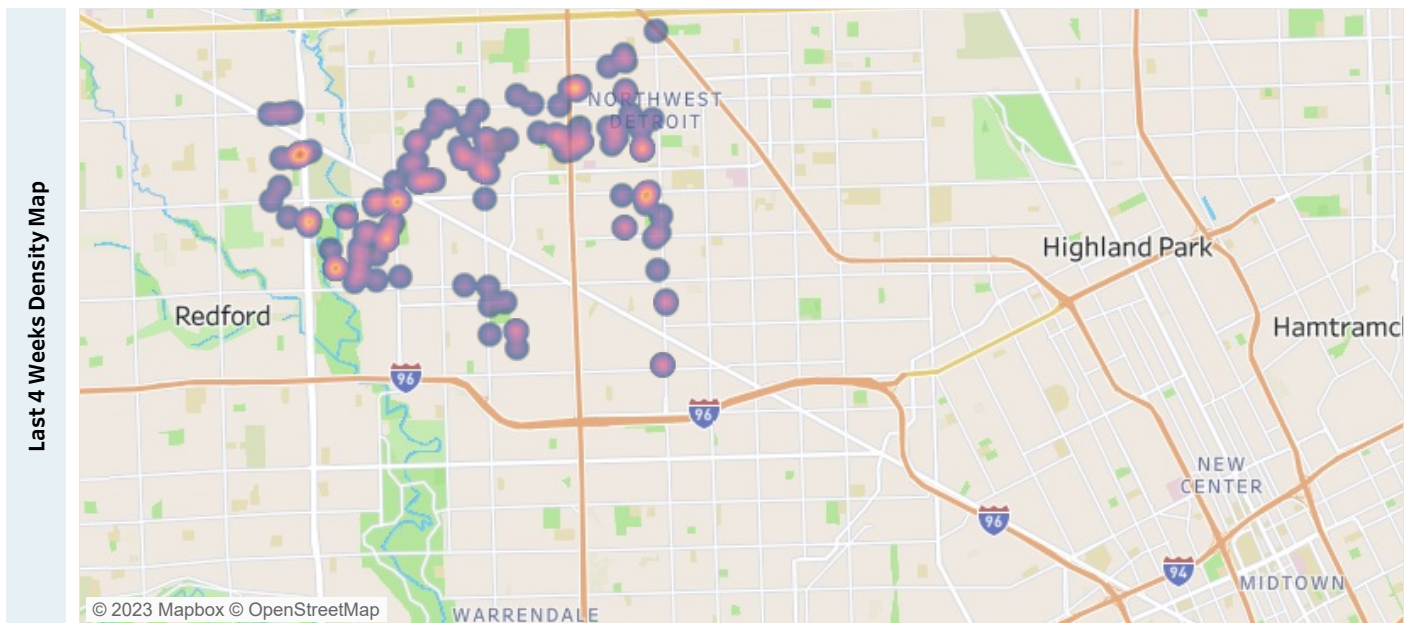 Last 4 Weeks Density Map
NORTHWEST
DETROIT
Highland Park
Redford
Hamtramc
96
96
NEW
CENTER
96
94
MIDTOWN
© 2023 Mapbox © OpenStreetMap
WARRENDALE